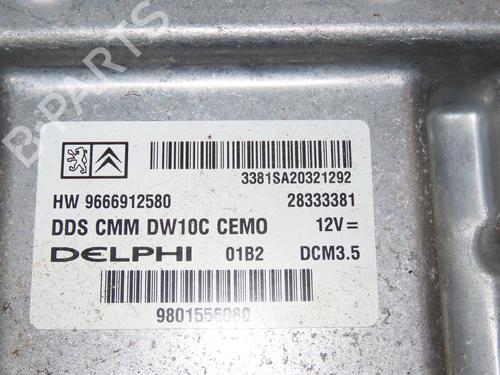 B-PARTS
3381SA20321292
HW 9666912580 28333381
DDS CMM DW10C CEMO 12V=
DELPHI 01B2 DCM3.5
9801556080